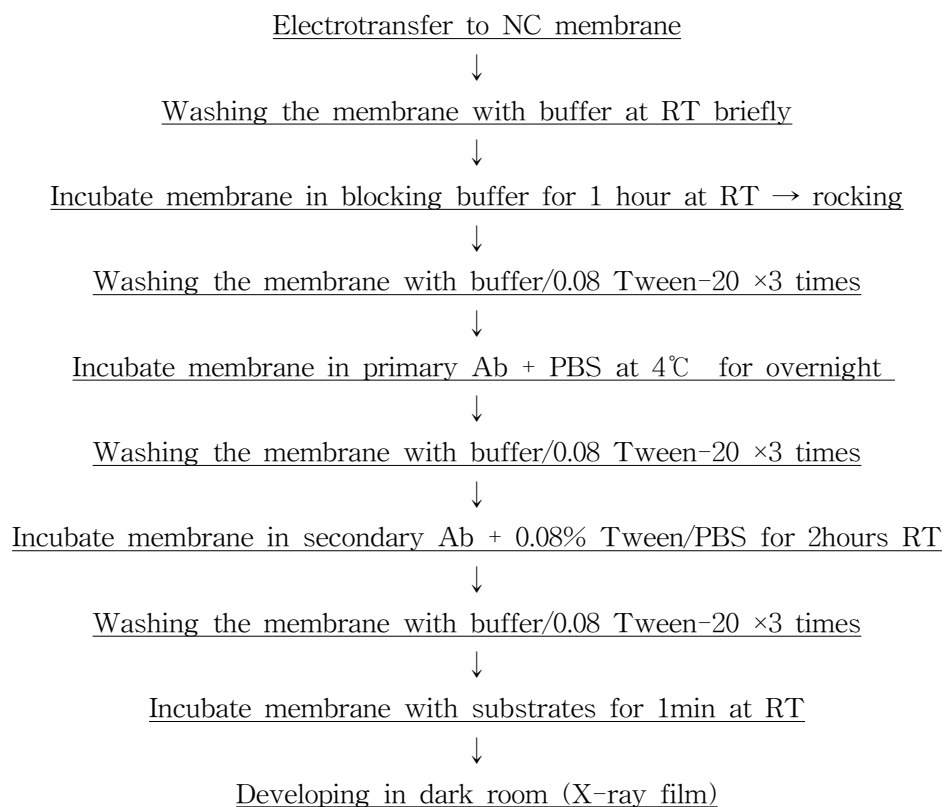 Electrotransfer to NC membrane
↓
Washing the membrane with buffer at RT briefly
↓
Incubate membrane in blocking buffer for 1 hour at RT → rocking
↓
Washing the membrane with buffer/0.08 Tween-20 ×3 times
↓
Incubate membrane in primary Ab + PBS at 4℃ for overnight
↓
Washing the membrane with buffer/0.08 Tween-20 ×3 times
↓
Incubate membrane in secondary Ab + 0.08% Tween/PBS for 2hours RT
↓
Washing the membrane with buffer/0.08 Tween-20 ×3 times
↓
Incubate membrane with substrates for 1min at RT
↓
Developing in dark room (X-ray film)